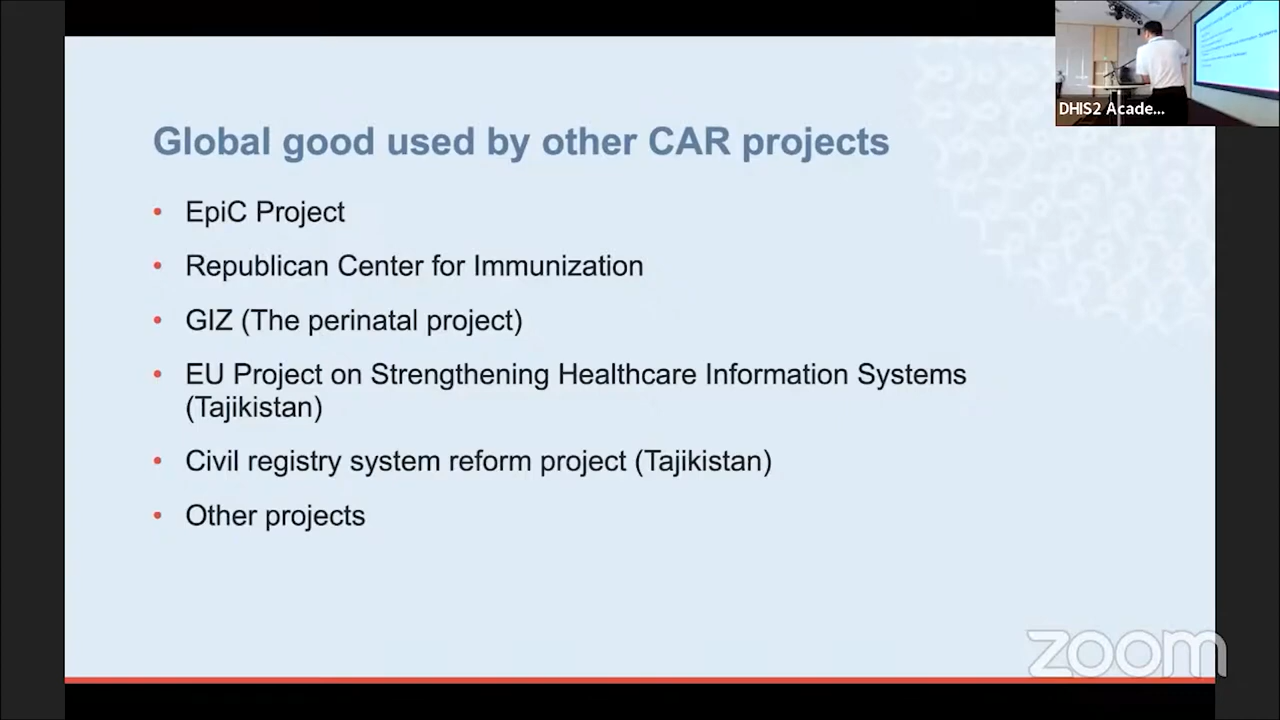 DHIS2 Acade...
Global good used by other CAR projects
• EpiC Project
• Republican Center for Immunization
• GIZ (The perinatal project)
• EU Project on Strengthening Healthcare Information Systems
(Tajikistan)
• Civil registry system reform project (Tajikistan)
• Other projects
zoom